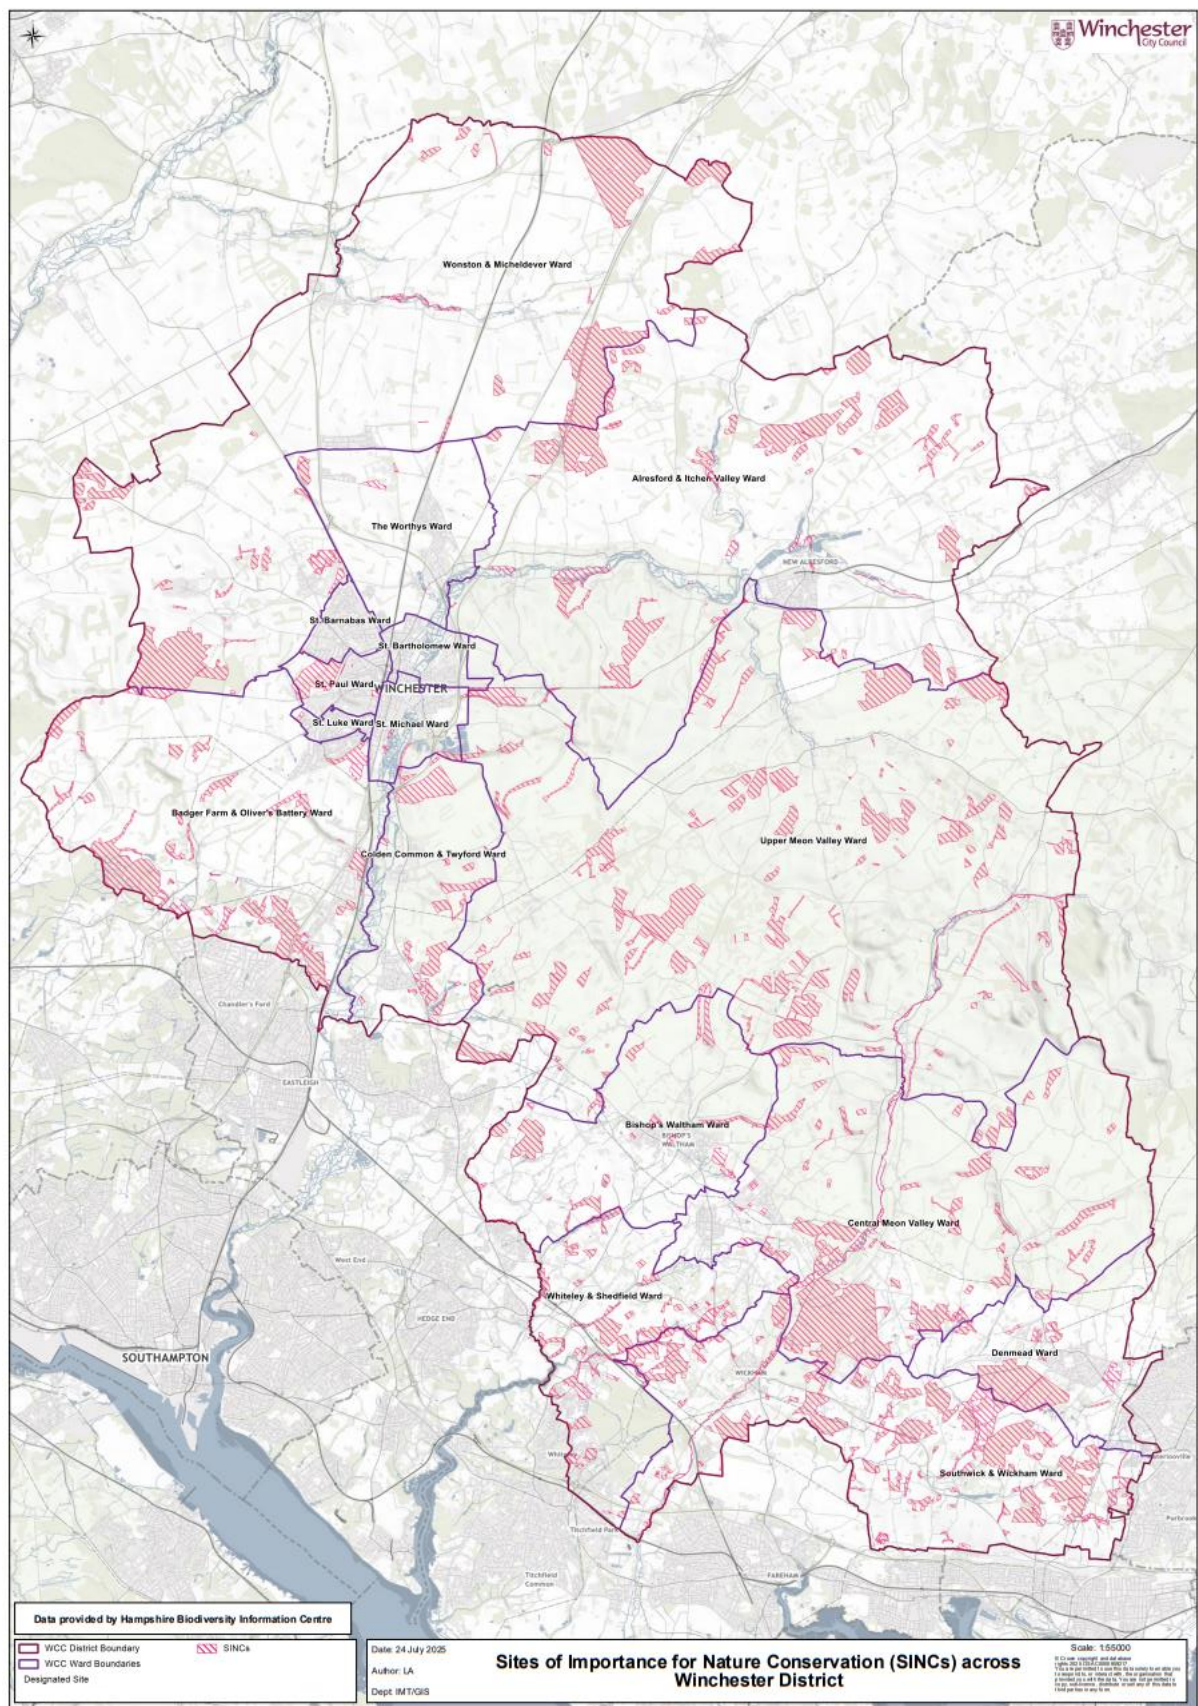 Winchester
City Council
Wonston & Micheldever Ward
Alresford & Itchen Valley Ward
The Worthys Ward
NEW ALRESFORD
St. Barnabas Ward
St. Bartholomew Ward
St. Paul Ward
WINCHESTER
St. Luke Ward
St. Michael Ward
Badger Farm & Oliver's Battery Ward
Upper Meon Valley Ward
Colden Common & Twyford Ward
Chandler's Ford
EASTLEIGH
Bishop's Waltham Ward
BISHOP'S
WALTHAM
Central Meon Valley Ward
West End
Whiteley & Shedfield Ward
HEDGE END
Denmead Ward
SOUTHAMPTON
WICKHAM
Southwick & Wickham Ward
Titchfield Park
Titchfield
Common
FAREHAM
Data provided by Hampshire Biodiversity Information Centre
WCC District Boundary
SINCs
WCC Ward Boundaries
Designated Site
Date: 24 July 2025
Author: LA
Dept: IMT/GIS
Sites of Importance for Nature Conservation (SINCs) across
Winchester District
Scale: 1:55000